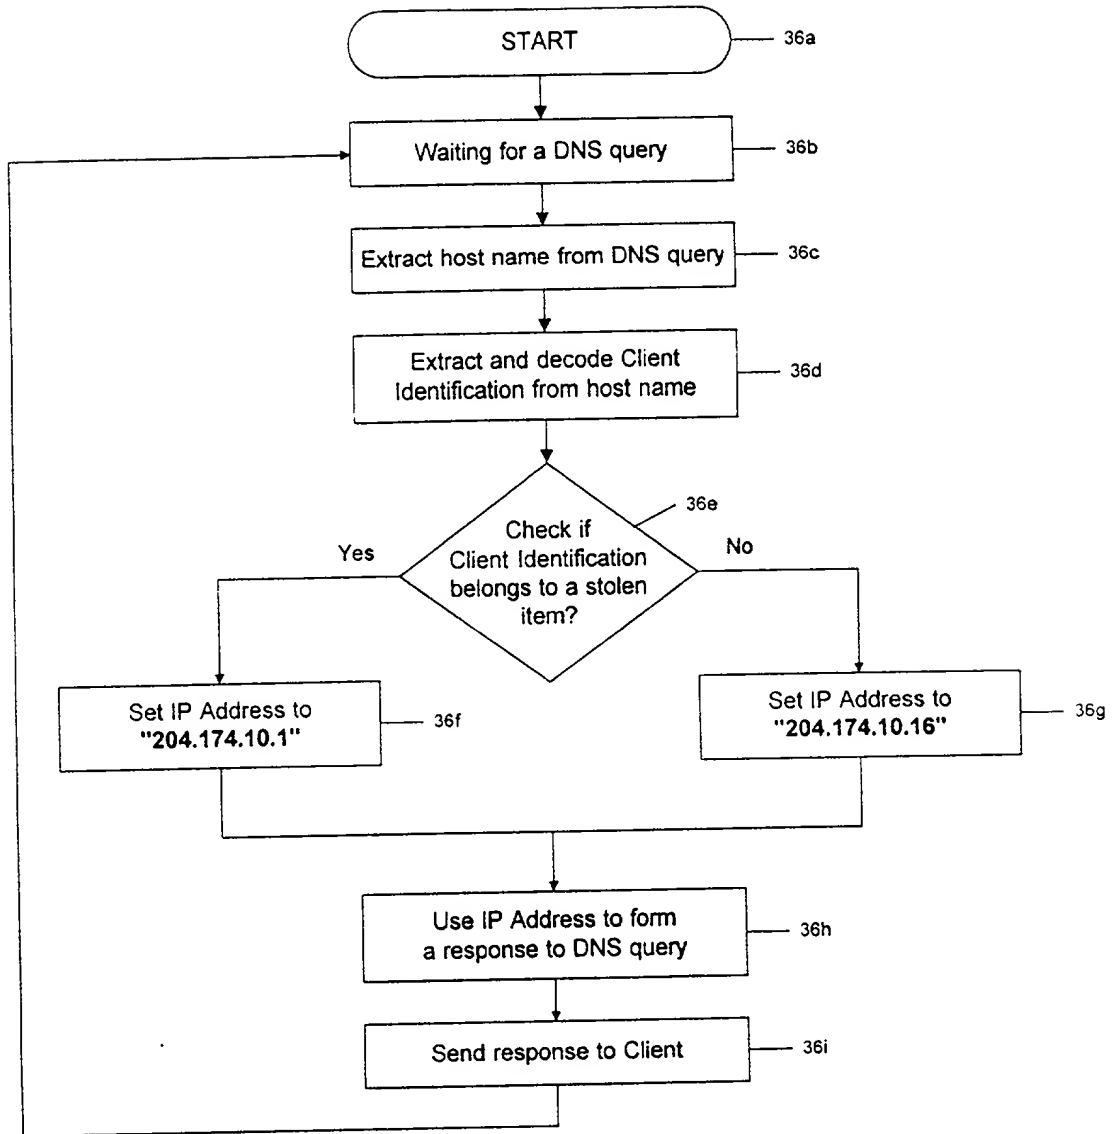 START
36a
Waiting for a DNS query
36b
Extract host name from DNS query
36c
Extract and decode Client
Identification from host name
36d
36e
Check if
Client Identification
belongs to a stolen
item?
Yes
No
Set IP Address to
"204.174.10.1"
36f
Set IP Address to
"204.174.10.16"
36g
Use IP Address to form
a response to DNS query
36h
Send response to Client
36i